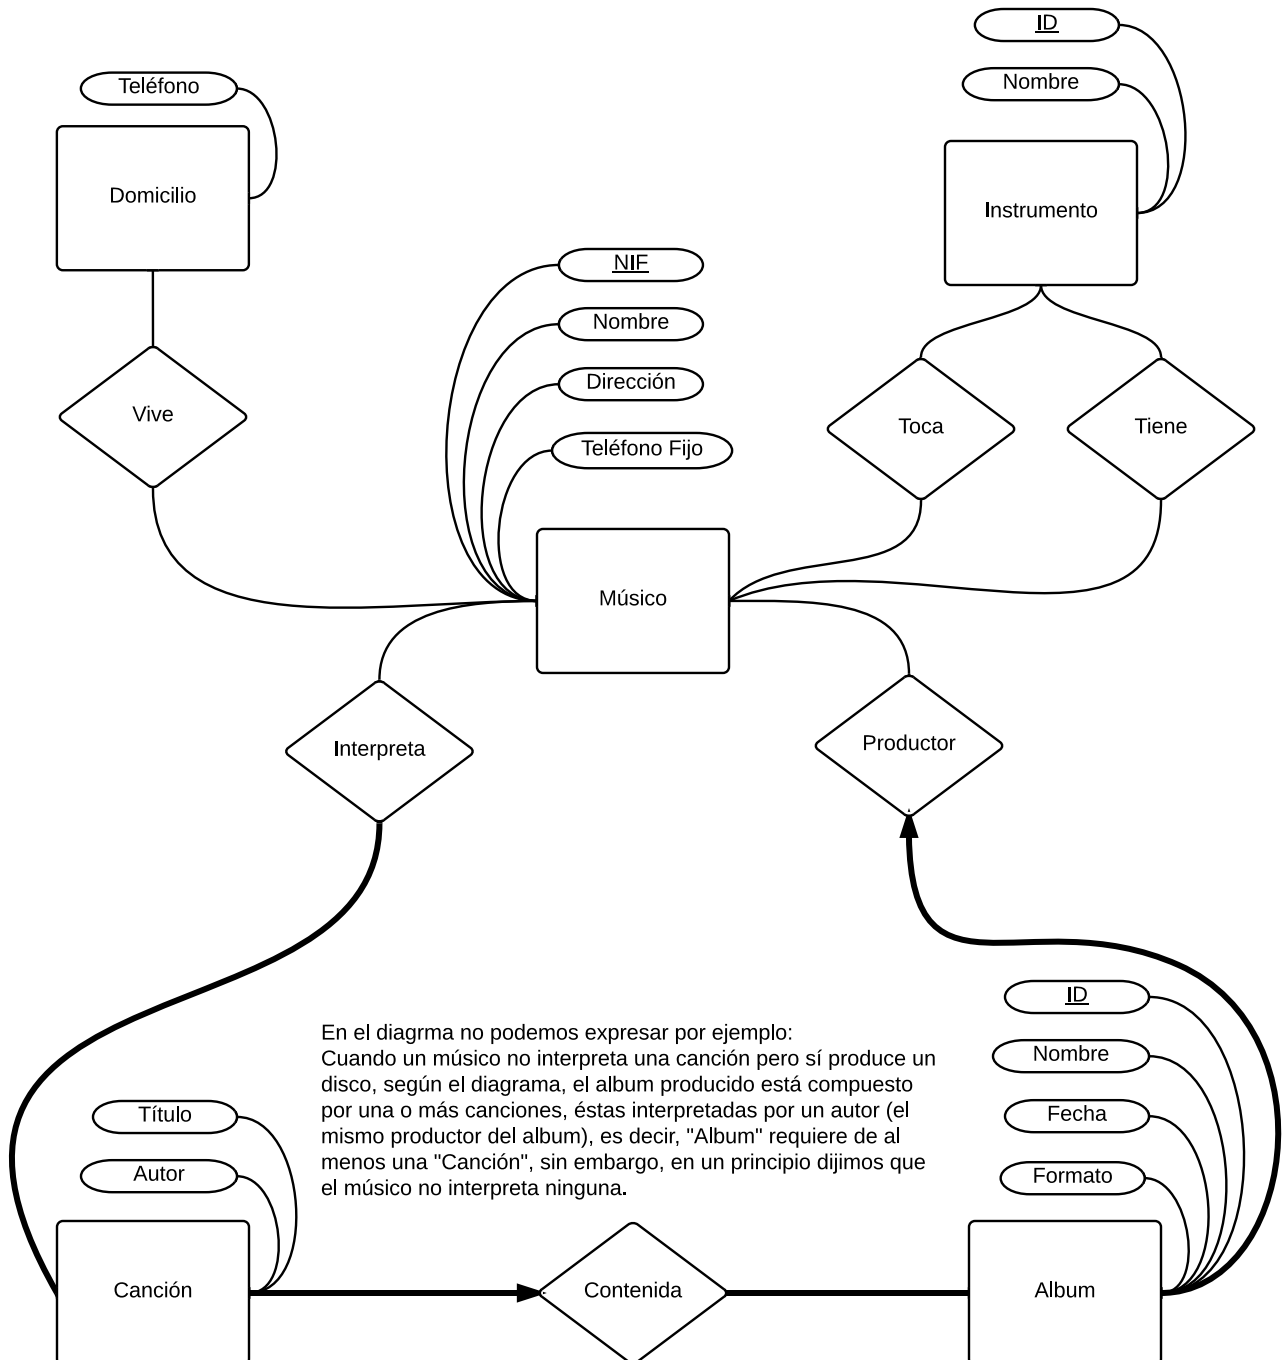 ID
Teléfono
Nombre
Domicilio
Instrumento
NIF
Nombre
Dirección
Vive
Toca
Tiene
Teléfono Fijo
Músico
Interpreta
Productor
ID
En el diagrma no podemos expresar por ejemplo:
Cuando un músico no interpreta una canción pero sí produce un
disco, según el diagrama, el album producido está compuesto
por una o más canciones, éstas interpretadas por un autor (el
mismo productor del album), es decir, "Album" requiere de al
menos una "Canción", sin embargo, en un principio dijimos que
el músico no interpreta ninguna.
Nombre
Título
Fecha
Autor
Formato
Canción
Contenida
Album